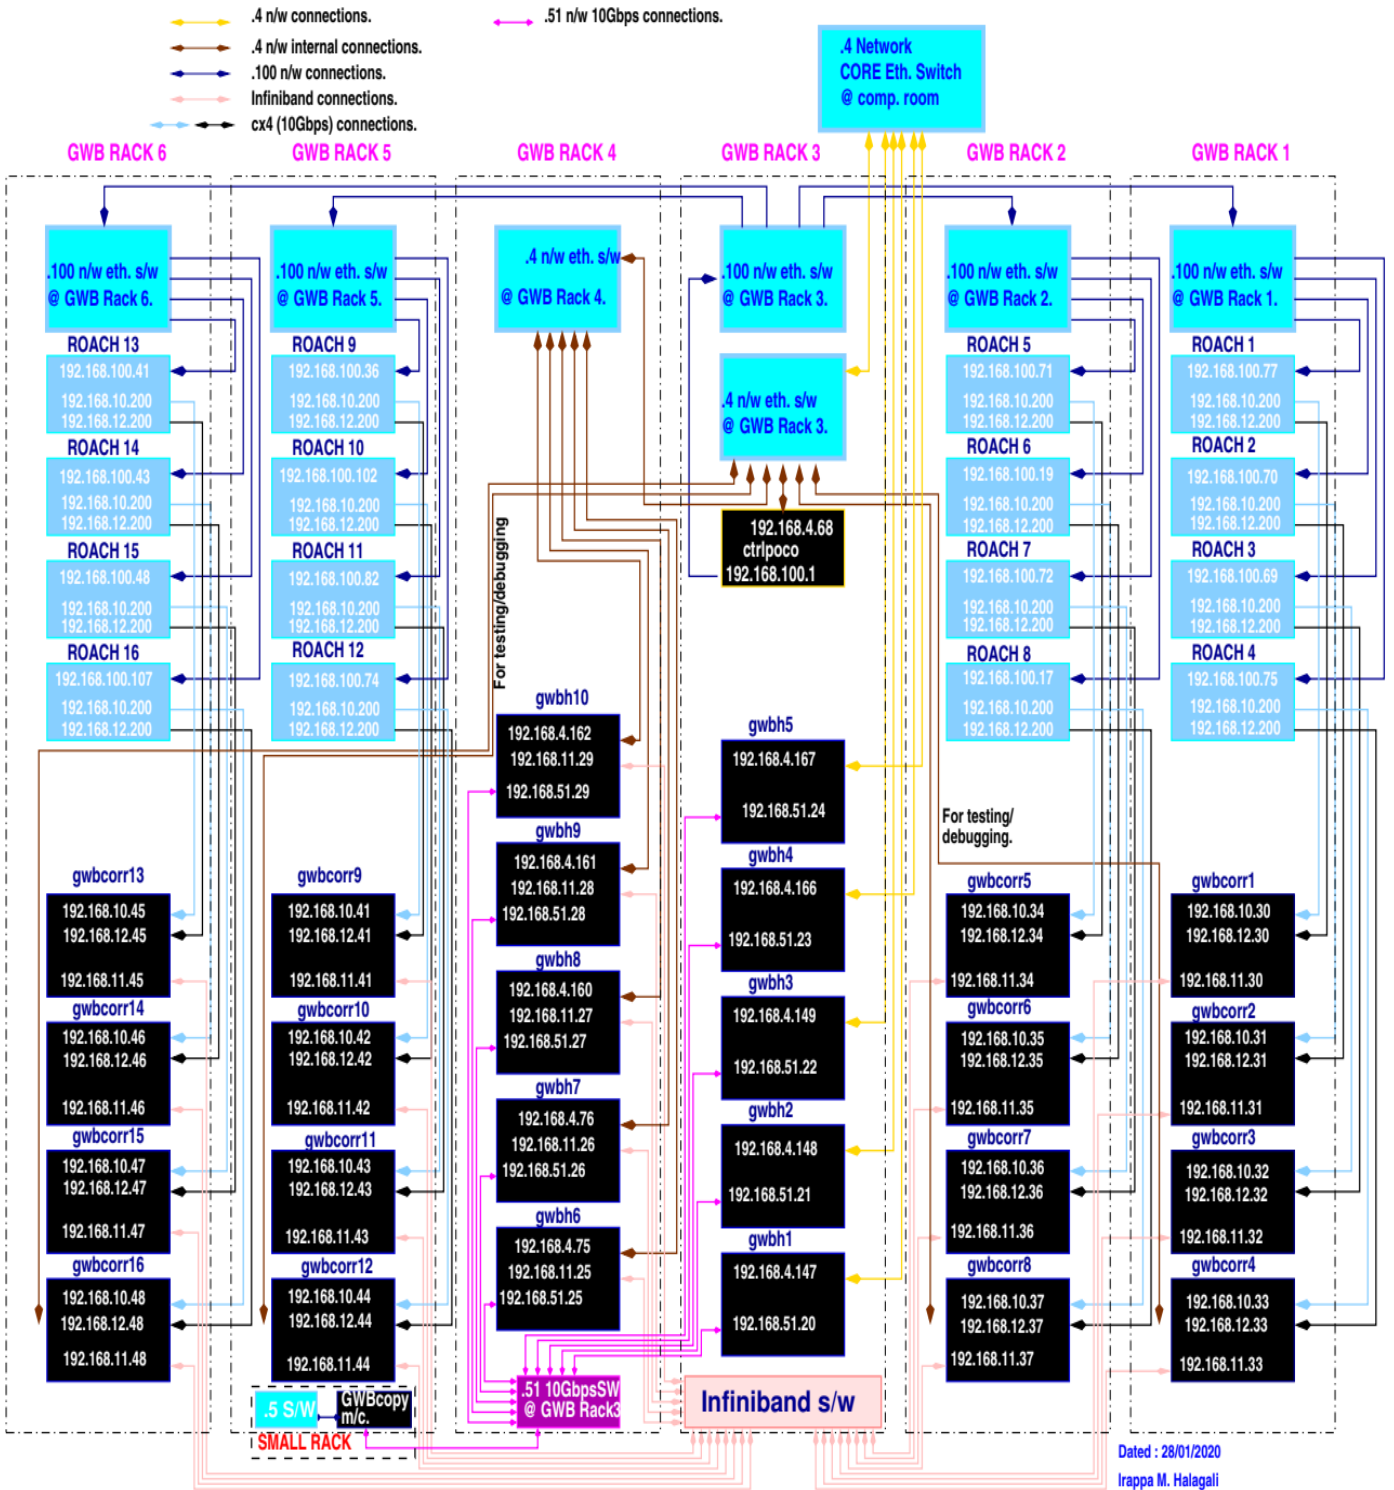 .4 n/w connections.
.51 n/w 10Gbps connections.
.4 n/w internal connections.
.100 n/w connections.
Infiniband connections.
cx4 (10Gbps) connections.
.4 Network
CORE Eth. Switch
@ comp. room
GWB RACK 6
GWB RACK 5
GWB RACK 4
GWB RACK 3
GWB RACK 2
GWB RACK 1
.100 n/w eth. s/w
@ GWB Rack 6.
ROACH 13
192.168.100.41
192.168.10.200
192.168.12.200
ROACH 14
192.168.100.43
192.168.10.200
192.168.12.200
ROACH 15
192.168.100.48
192.168.10.200
192.168.12.200
ROACH 16
192.168.100.107
192.168.10.200
192.168.12.200
gwbcorr13
192.168.10.45
192.168.12.45
192.168.11.45
gwbcorr14
192.168.10.46
192.168.12.46
192.168.11.46
gwbcorr15
192.168.10.47
192.168.12.47
192.168.11.47
gwbcorr16
192.168.10.48
192.168.12.48
192.168.11.48
.100 n/w eth. s/w
@ GWB Rack 5.
ROACH 9
192.168.100.36
192.168.10.200
192.168.12.200
ROACH 10
192.168.100.102
192.168.10.200
192.168.12.200
ROACH 11
192.168.100.82
192.168.10.200
192.168.12.200
ROACH 12
192.168.100.74
192.168.10.200
192.168.12.200
gwbcorr9
192.168.10.41
192.168.12.41
192.168.11.41
gwbcorr10
192.168.10.42
192.168.12.42
192.168.11.42
gwbcorr11
192.168.10.43
192.168.12.43
192.168.11.43
gwbcorr12
192.168.10.44
192.168.12.44
192.168.11.44
.5 S/W
GWBcopy
m/c.
SMALL RACK
.4 n/w eth. s/w
@ GWB Rack 4.
For testing/debugging
gwbh10
192.168.4.162
192.168.11.29
192.168.51.29
gwbh9
192.168.4.161
192.168.11.28
192.168.51.28
gwbh8
192.168.4.160
192.168.11.27
192.168.51.27
gwbh7
192.168.4.76
192.168.11.26
192.168.51.26
gwbh6
192.168.4.75
192.168.11.25
192.168.51.25
.51 10GbpsSW
@ GWB Rack3
.100 n/w eth. s/w
@ GWB Rack 3.
.4 n/w eth. s/w
@ GWB Rack 3.
192.168.4.68
ctrlpoco
192.168.100.1
gwbh5
192.168.4.167
192.168.51.24
gwbh4
192.168.4.166
192.168.51.23
gwbh3
192.168.4.149
192.168.51.22
gwbh2
192.168.4.148
192.168.51.21
gwbh1
192.168.4.147
192.168.51.20
Infiniband s/w
.100 n/w eth. s/w
@ GWB Rack 2.
ROACH 5
192.168.100.71
192.168.10.200
192.168.12.200
ROACH 6
192.168.100.19
192.168.10.200
192.168.12.200
ROACH 7
192.168.100.72
192.168.10.200
192.168.12.200
ROACH 8
192.168.100.17
192.168.10.200
192.168.12.200
For testing/
debugging.
gwbcorr5
192.168.10.34
192.168.12.34
192.168.11.34
gwbcorr6
192.168.10.35
192.168.12.35
192.168.11.35
gwbcorr7
192.168.10.36
192.168.12.36
192.168.11.36
gwbcorr8
192.168.10.37
192.168.12.37
192.168.11.37
.100 n/w eth. s/w
@ GWB Rack 1.
ROACH 1
192.168.100.77
192.168.10.200
192.168.12.200
ROACH 2
192.168.100.70
192.168.10.200
192.168.12.200
ROACH 3
192.168.100.69
192.168.10.200
192.168.12.200
ROACH 4
192.168.100.75
192.168.10.200
192.168.12.200
gwbcorr1
192.168.10.30
192.168.12.30
192.168.11.30
gwbcorr2
192.168.10.31
192.168.12.31
192.168.11.31
gwbcorr3
192.168.10.32
192.168.12.32
192.168.11.32
gwbcorr4
192.168.10.33
192.168.12.33
192.168.11.33
Dated : 28/01/2020
Irappa M. Halagali